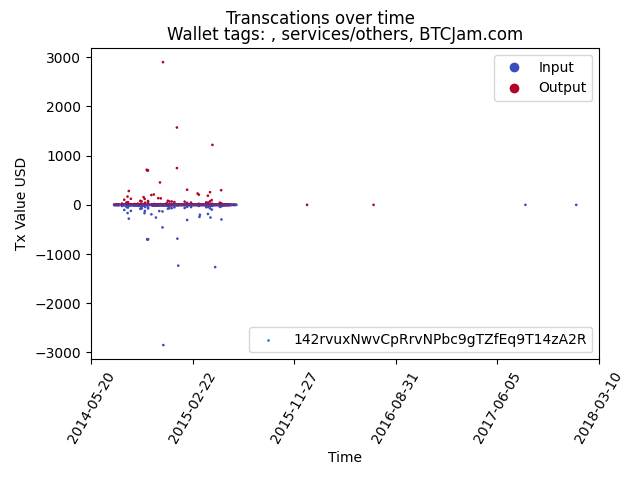 Transcations over time
Wallet tags: , services/others, BTCJam.com
Tx Value USD
3000
2000
1000
0
−1000
−2000
−3000
Input
Output
142rvuxNwvCpRrvNPbc9gTZfEq9T14zA2R
2014-05-20
2015-02-22
2015-11-27
2016-08-31
2017-06-05
2018-03-10
Time